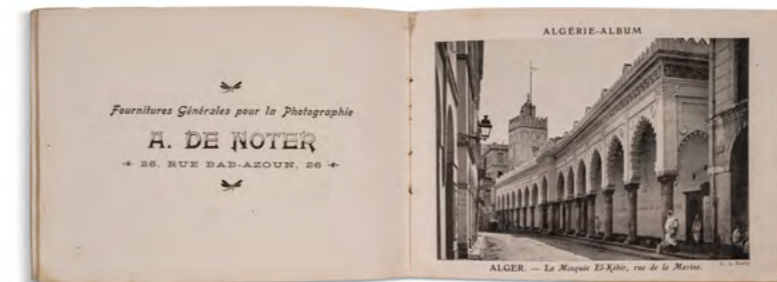 Fournitures Générales pour la Photographie
A. DE NOTER
26. RUE BAB-AZOUN, 26
ALGÉRIE-ALBUM
ALGER. — La Mosquée El-Kebir, rue de la Marine.